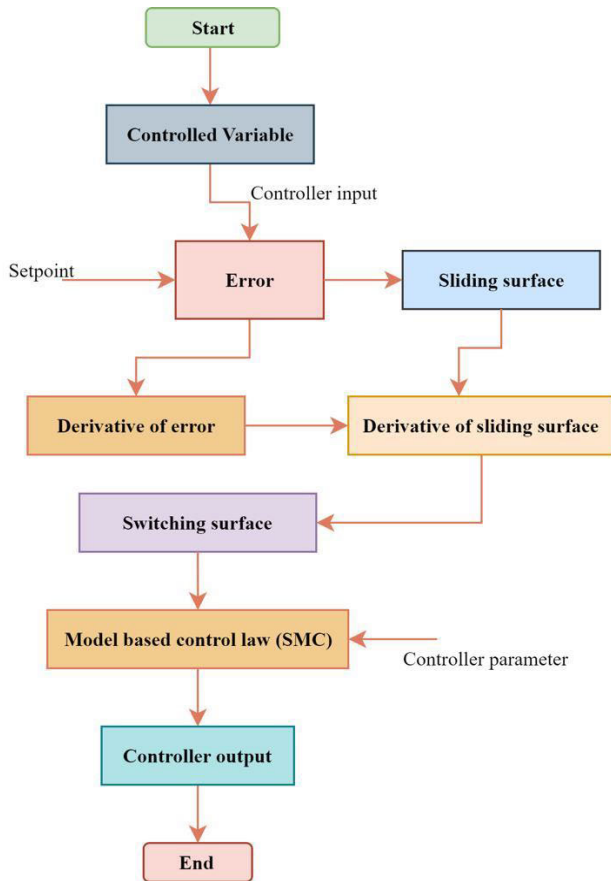 Start
Controlled Variable
Controller input
Setpoint
Error
Sliding surface
Derivative of error
Derivative of sliding surface
Switching surface
Model based control law (SMC)
Controller parameter
Controller output
End